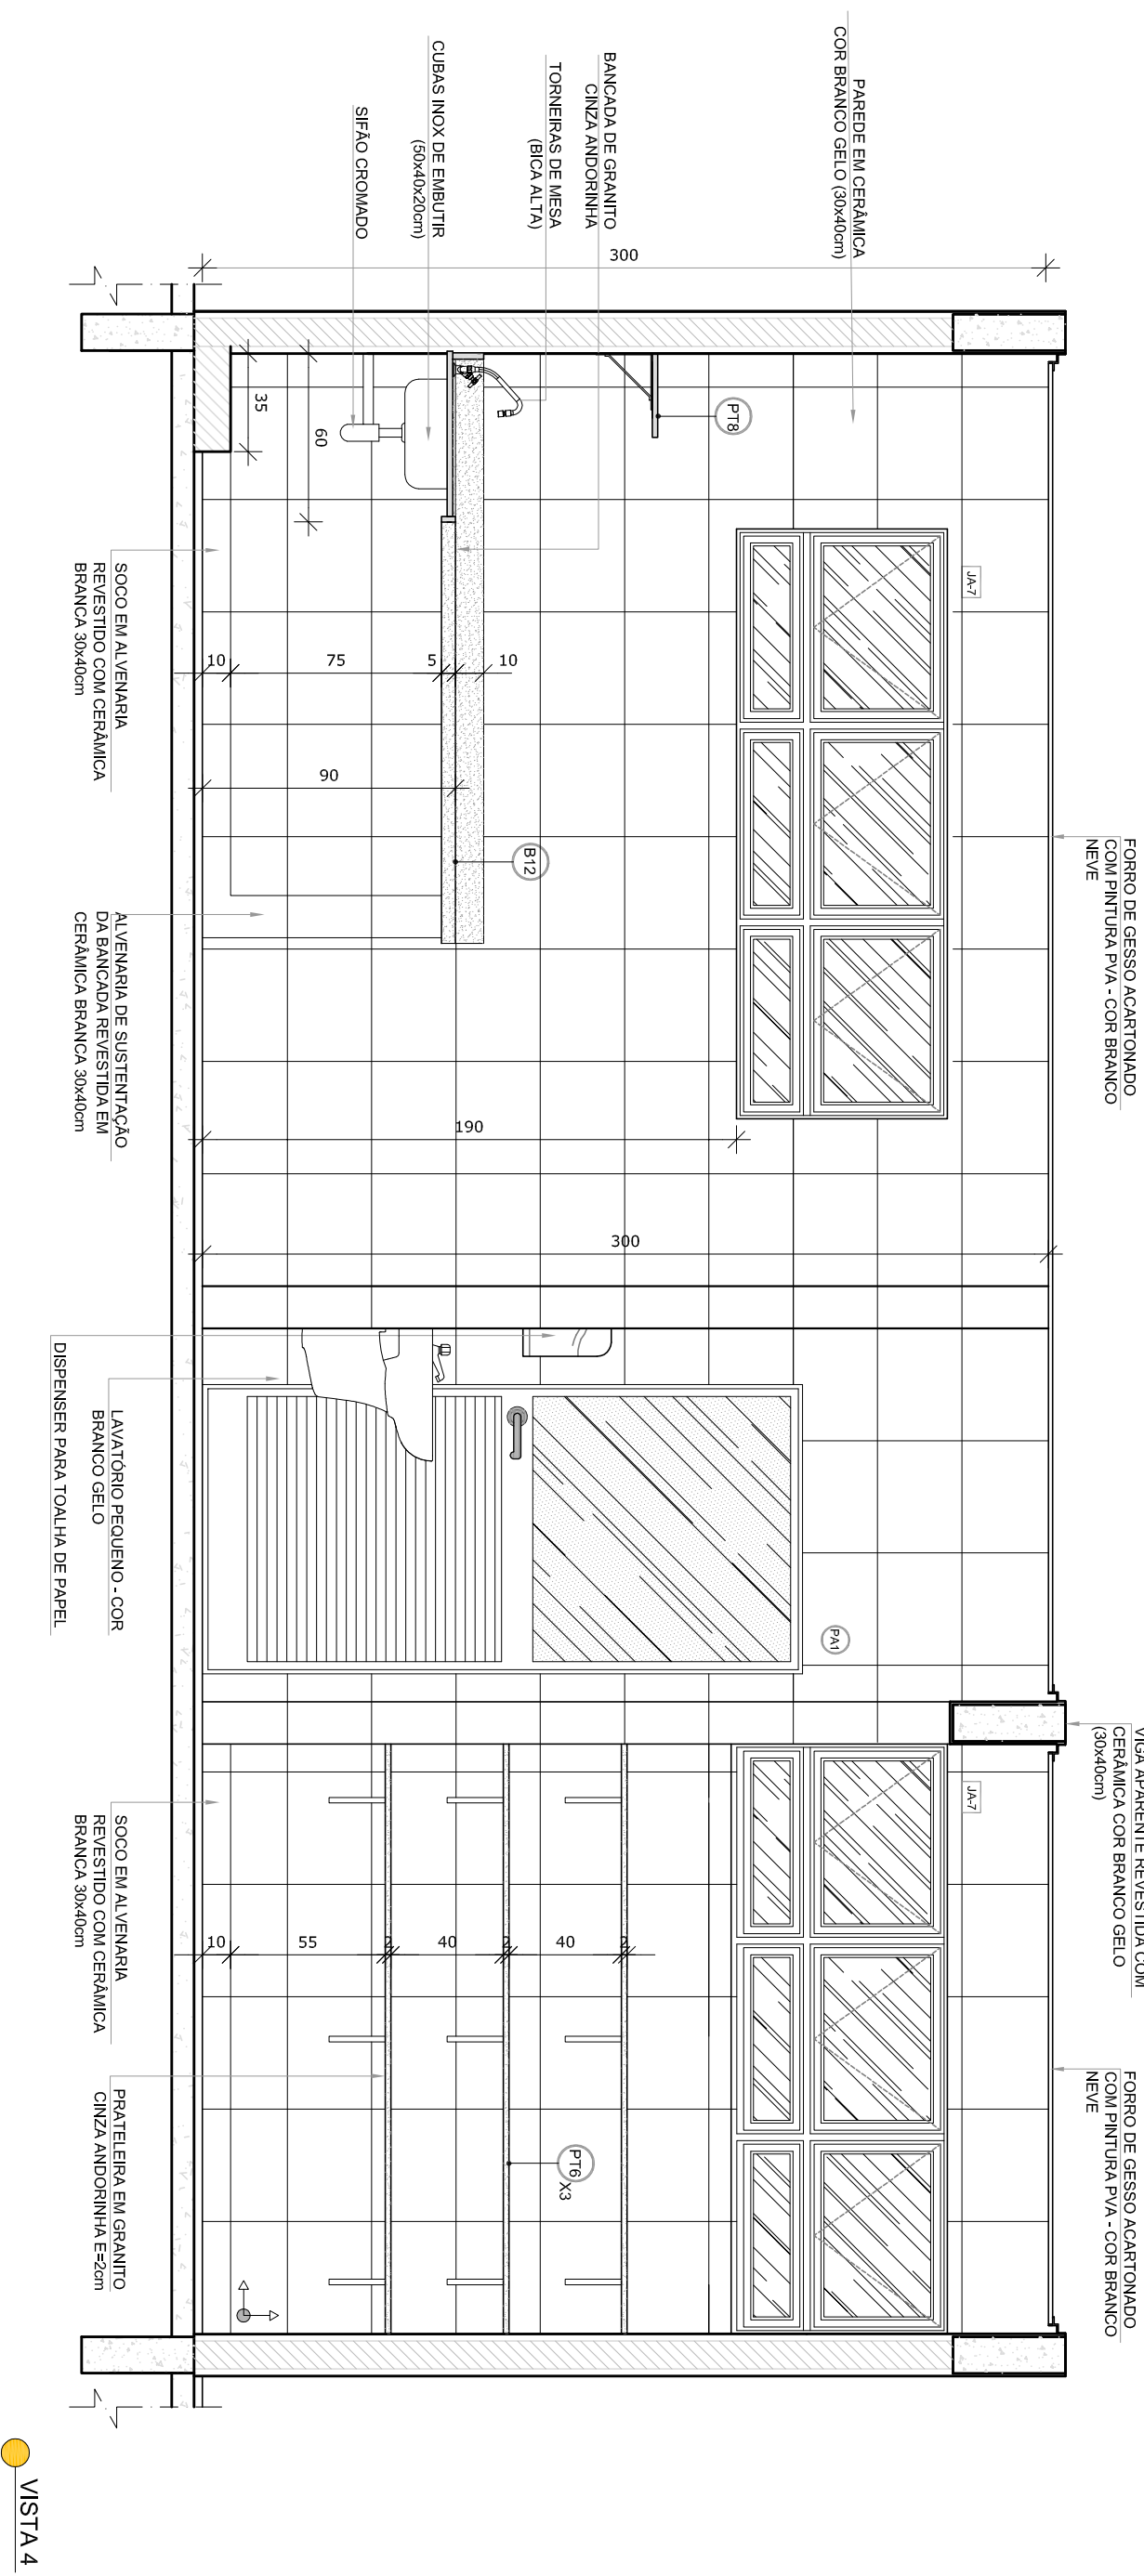 PAREDE EM CERÂMICA
COR BRANCO GELO (30x40cm)
BANCADA DE GRANITO
CINZA ANDORINHA
TORNEIRAS DE MESA
(BICA ALTA)
CUBAS INOX DE EMBUTIR
(50x40x20cm)
SIFÃO CROMADO
300
35
60
PT8
JA-7
10
75
5
10
90
B12
190
300
FORRO DE GESSO ACARTONADO
COM PINTURA PVA - COR BRANCO
NEVE
SOCO EM ALVENARIA
REVESTIDO COM CERÂMICA
BRANCA 30x40cm
ALVENARIA DE SUSTENTAÇÃO
DA BANCADA REVESTIDA EM
CERÂMICA BRANCA 30x40cm
LAVATÓRIO PEQUENO - COR
BRANCO GELO
DISPENSER PARA TOALHA DE PAPEL
PA1
VIGA APARENTE REVESTIDA COM
CERÂMICA COR BRANCO GELO
(30x40cm)
JA-7
10
55
2
40
2
40
2
PT6
X3
FORRO DE GESSO ACARTONADO
COM PINTURA PVA - COR BRANCO
NEVE
SOCO EM ALVENARIA
REVESTIDO COM CERÂMICA
BRANCA 30x40cm
PRATELEIRA EM GRANITO
CINZA ANDORINHA E=2cm
VISTA 4